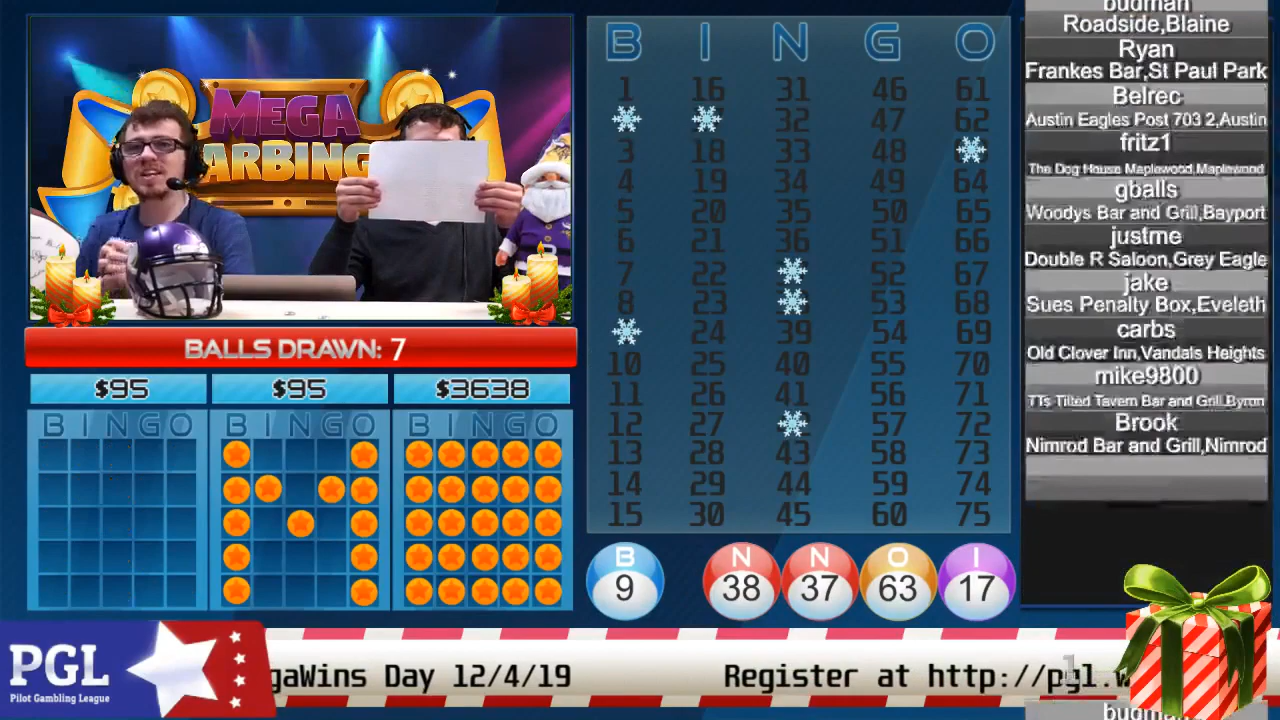 MEGA
ARBING
BALLS DRAWN: 7
$95
$95
$3638
B I N G O
B I N G O
B I N G O
B I N G O
1 16 31 46 61
32 47 62
3 18 33 48
4 19 34 49 64
5 20 35 50 65
6 21 36 51 66
7 22 52 67
8 23 53 68
24 39 54 69
10 25 40 55 70
11 26 41 56 71
12 27 57 72
13 28 43 58 73
14 29 44 59 74
15 30 45 60 75
B 9
N 38
N 37
O 63
I 17
budman
Roadside,Blaine
Ryan
Frankes Bar,St Paul Park
Belrec
Austin Eagles Post 703 2,Austin
fritz1
The Dog House Maplewood,Maplewood
gballs
Woodys Bar and Grill,Bayport
justme
Double R Saloon,Grey Eagle
jake
Sues Penalty Box,Eveleth
carbs
Old Clover Inn,Vandals Heights
mike9800
TTs Tilted Tavern Bar and Grill,Byron
Brook
Nimrod Bar and Grill,Nimrod
PGL
Pilot Gambling League
gaWins Day 12/4/19
Register at http://pgl.w
budma